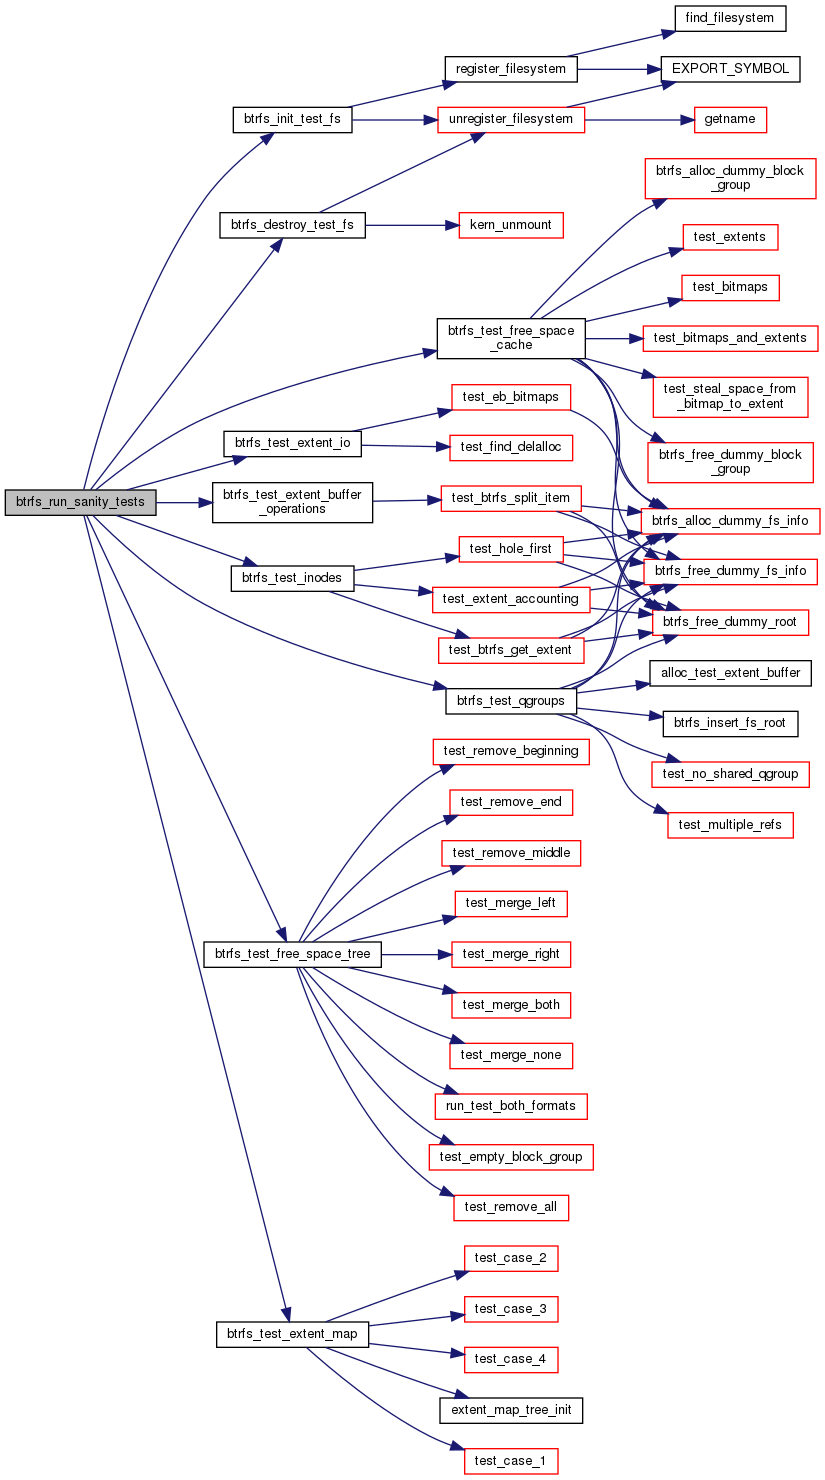 find_filesystem
register_filesystem
EXPORT_SYMBOL
btrfs_init_test_fs
unregister_filesystem
getname
btrfs_alloc_dummy_block
_group
btrfs_destroy_test_fs
kern_unmount
test_extents
test_bitmaps
btrfs_test_free_space
_cache
test_bitmaps_and_extents
test_steal_space_from
_bitmap_to_extent
test_eb_bitmaps
btrfs_test_extent_io
test_find_delalloc
btrfs_free_dummy_block
_group
btrfs_run_sanity_tests
btrfs_test_extent_buffer
_operations
test_btrfs_split_item
btrfs_alloc_dummy_fs_info
test_hole_first
btrfs_test_inodes
btrfs_free_dummy_fs_info
test_extent_accounting
btrfs_free_dummy_root
test_btrfs_get_extent
alloc_test_extent_buffer
btrfs_test_qgroups
btrfs_insert_fs_root
test_remove_beginning
test_no_shared_qgroup
test_remove_end
test_multiple_refs
test_remove_middle
test_merge_left
btrfs_test_free_space_tree
test_merge_right
test_merge_both
test_merge_none
run_test_both_formats
test_empty_block_group
test_remove_all
test_case_2
test_case_3
btrfs_test_extent_map
test_case_4
extent_map_tree_init
test_case_1